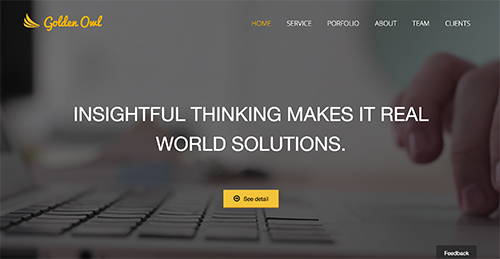 Golden Owl
HOME SERVICE PORFOLIO ABOUT TEAM CLIENTS
INSIGHTFUL THINKING MAKES IT REAL
WORLD SOLUTIONS.
See detail
Feedback